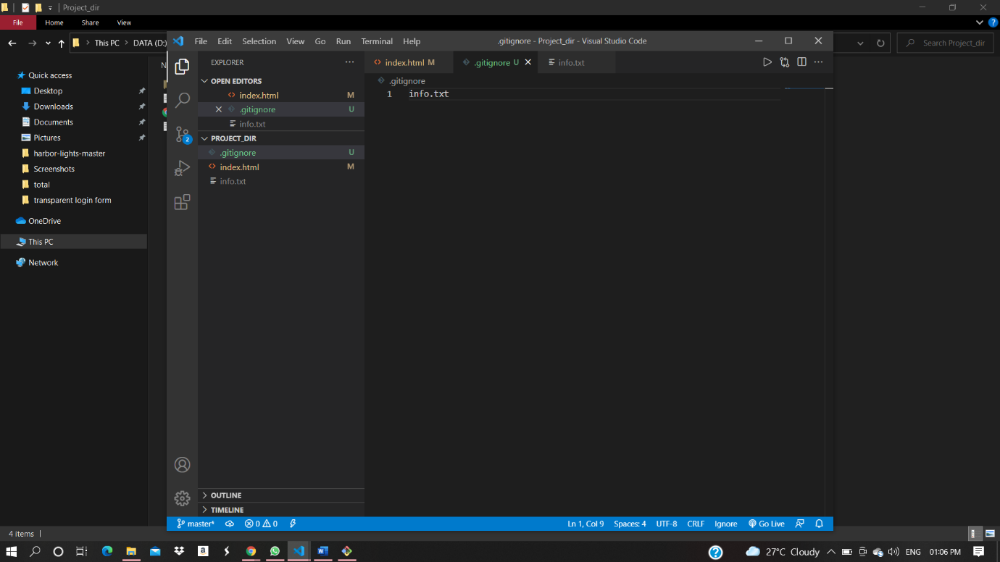 Project_dir
File Home Share View
This PC DATA (D:) Search Project_dir
Quick access
Desktop
Downloads
Documents
Pictures
harbor-lights-master
Screenshots
total
transparent login form
OneDrive
This PC
Network
4 items
File Edit Selection View Go Run Terminal Help .gitignore - Project_dir - Visual Studio Code
EXPLORER
OPEN EDITORS
index.html M
.gitignore U
info.txt
PROJECT_DIR
.gitignore U
index.html M
info.txt
OUTLINE
TIMELINE
2
index.html M .gitignore U info.txt
.gitignore
1 info.txt
master* 0 0 Ln 1, Col 9 Spaces: 4 UTF-8 CRLF Ignore Go Live
27°C Cloudy ENG 01:06 PM